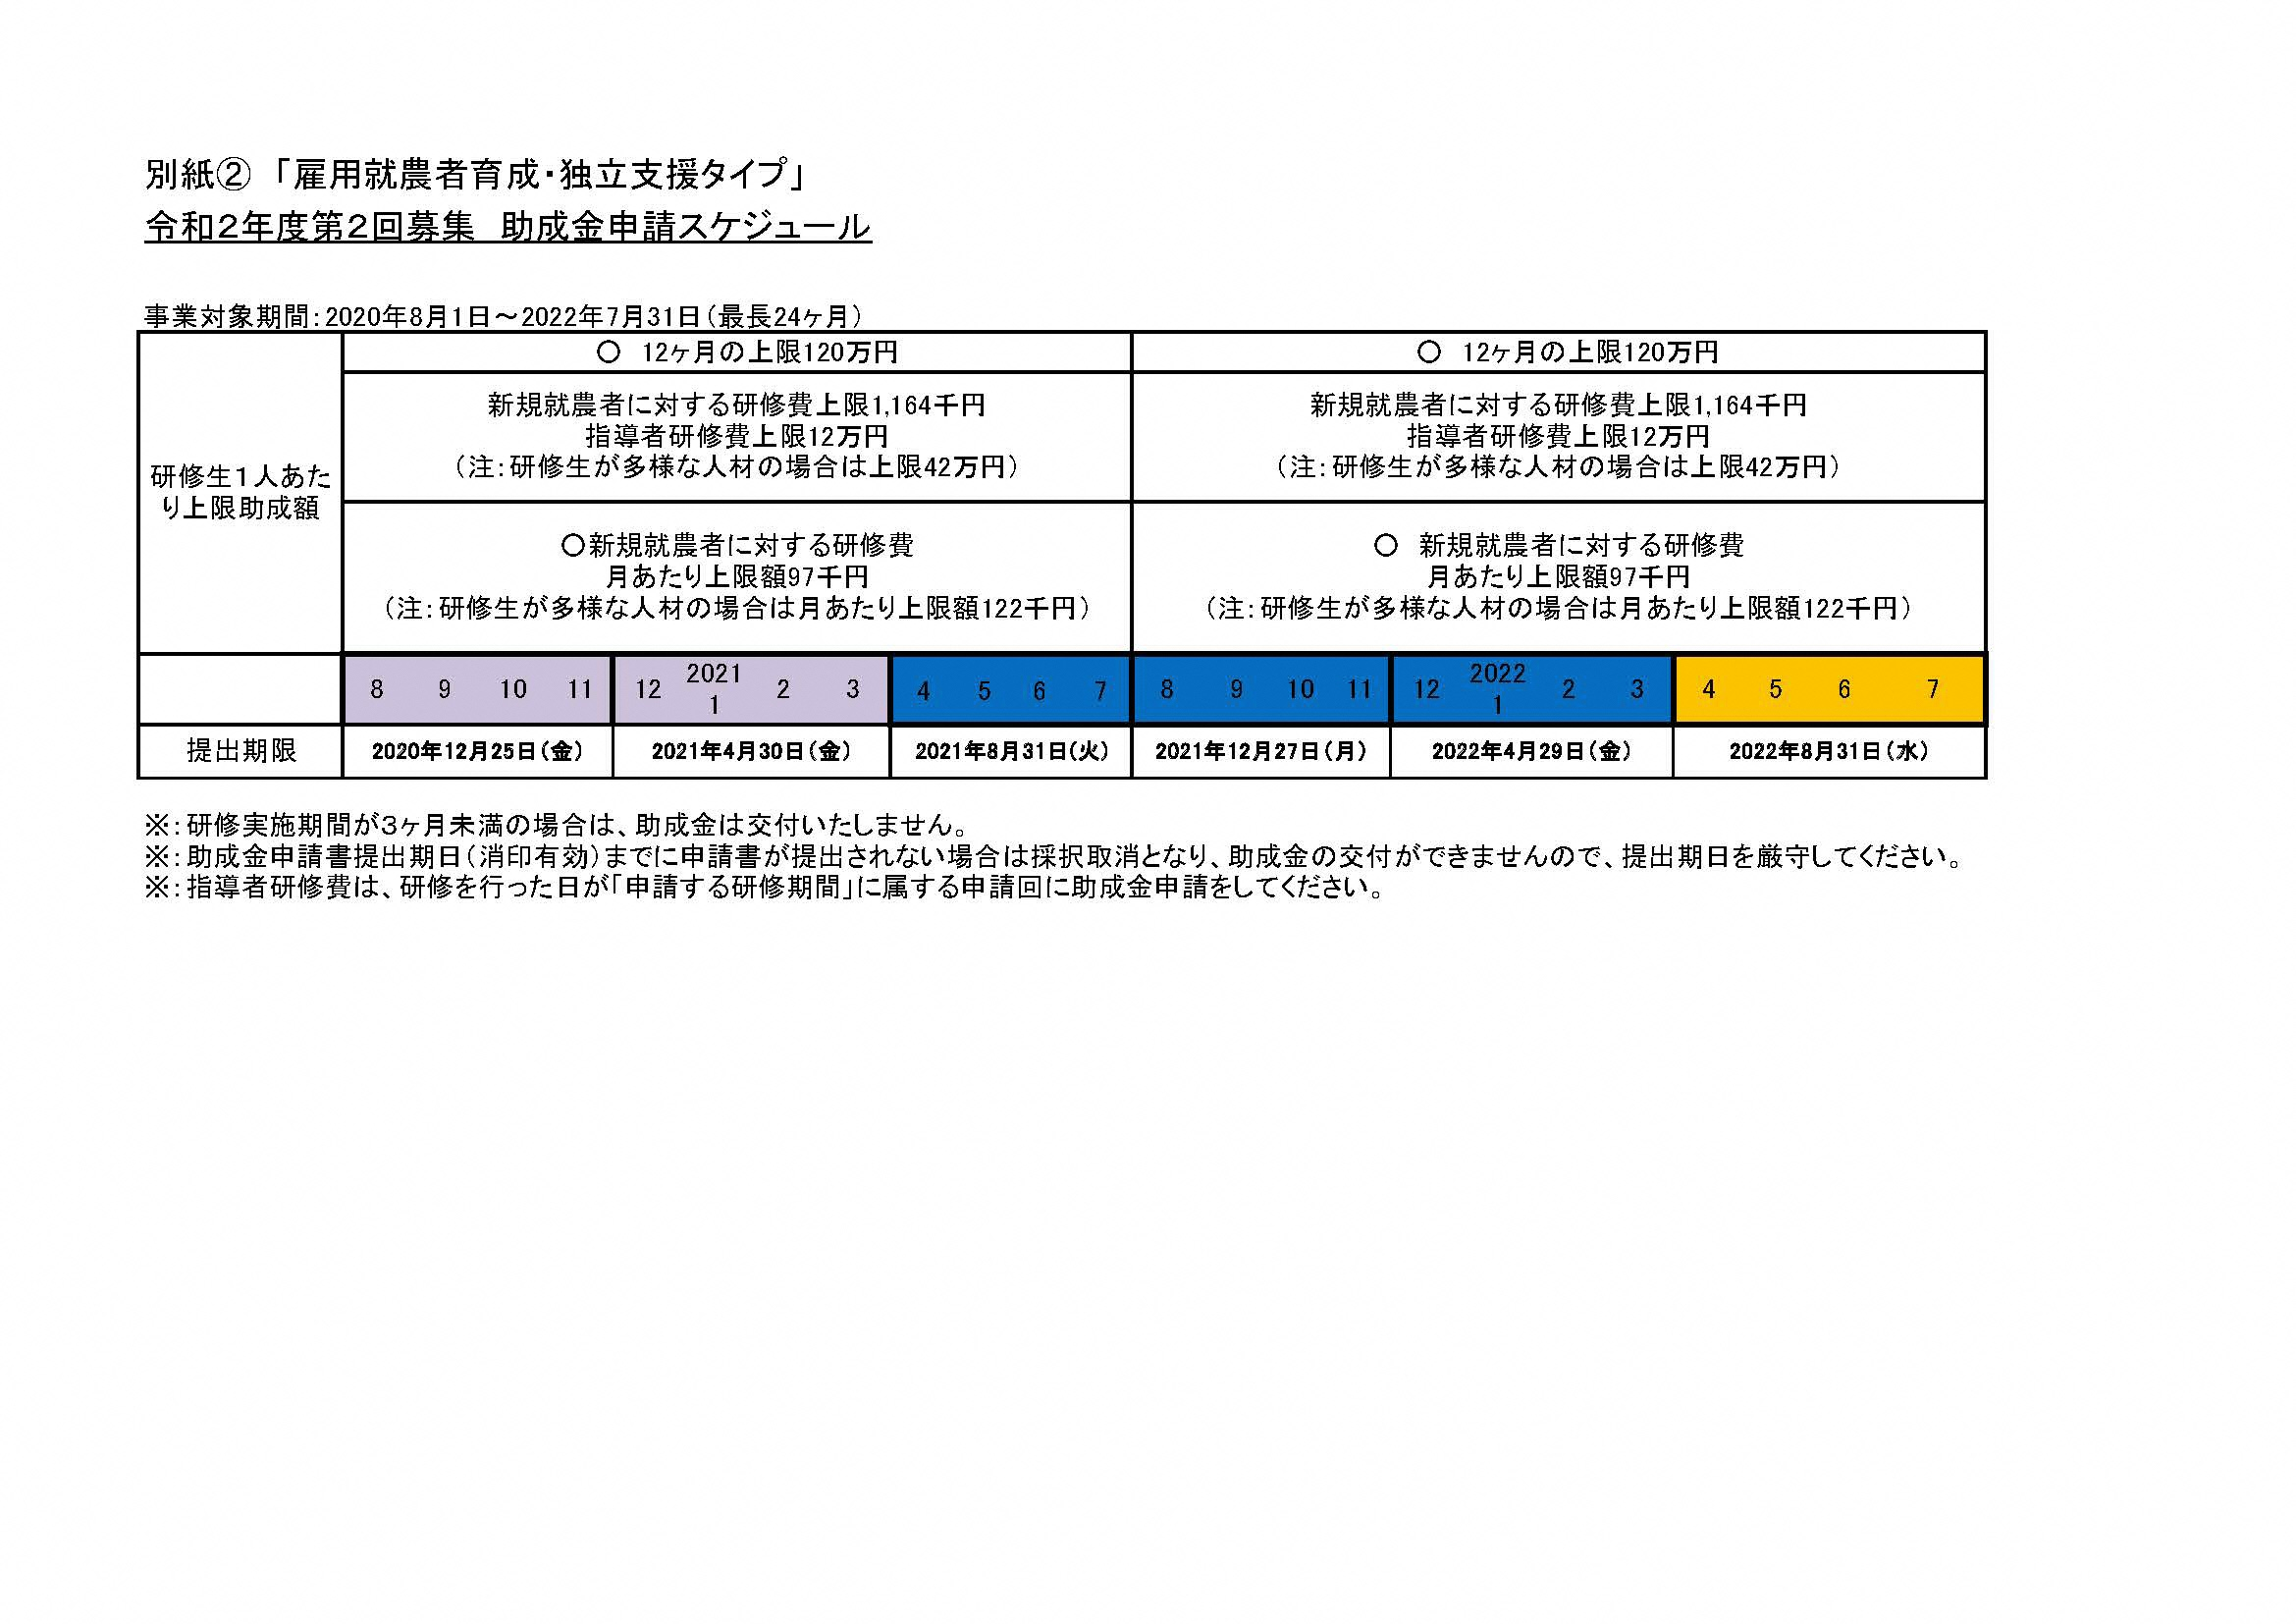 別紙② 「雇用就農者育成・独立支援タイプ」
令和２年度第２回募集　助成金申請スケジュール
事業対象期間：2020年8月1日～2022年7月31日（最長24ヶ月）
研修生１人あた
り上限助成額
〇　12ヶ月の上限120万円
〇　12ヶ月の上限120万円
新規就農者に対する研修費上限1,164千円
指導者研修費上限12万円
（注：研修生が多様な人材の場合は上限42万円）
新規就農者に対する研修費上限1,164千円
指導者研修費上限12万円
（注：研修生が多様な人材の場合は上限42万円）
〇新規就農者に対する研修費
月あたり上限額97千円
（注：研修生が多様な人材の場合は月あたり上限額122千円）
〇　新規就農者に対する研修費
月あたり上限額97千円
（注：研修生が多様な人材の場合は月あたり上限額122千円）
8 9 10 11 12 2021 1 2 3 4 5 6 7 8 9 10 11 12 2022 1 2 3 4 5 6 7
提出期限 2020年12月25日（金） 2021年4月30日（金） 2021年8月31日（火） 2021年12月27日（月） 2022年4月29日（金） 2022年8月31日（水）
※：研修実施期間が３ヶ月未満の場合は、助成金は交付いたしません。
※：助成金申請書提出期日（消印有効）までに申請書が提出されない場合は採択取消となり、助成金の交付ができませんので、提出期日を厳守してください。
※：指導者研修費は、研修を行った日が「申請する研修期間」に属する申請回に助成金申請をしてください。